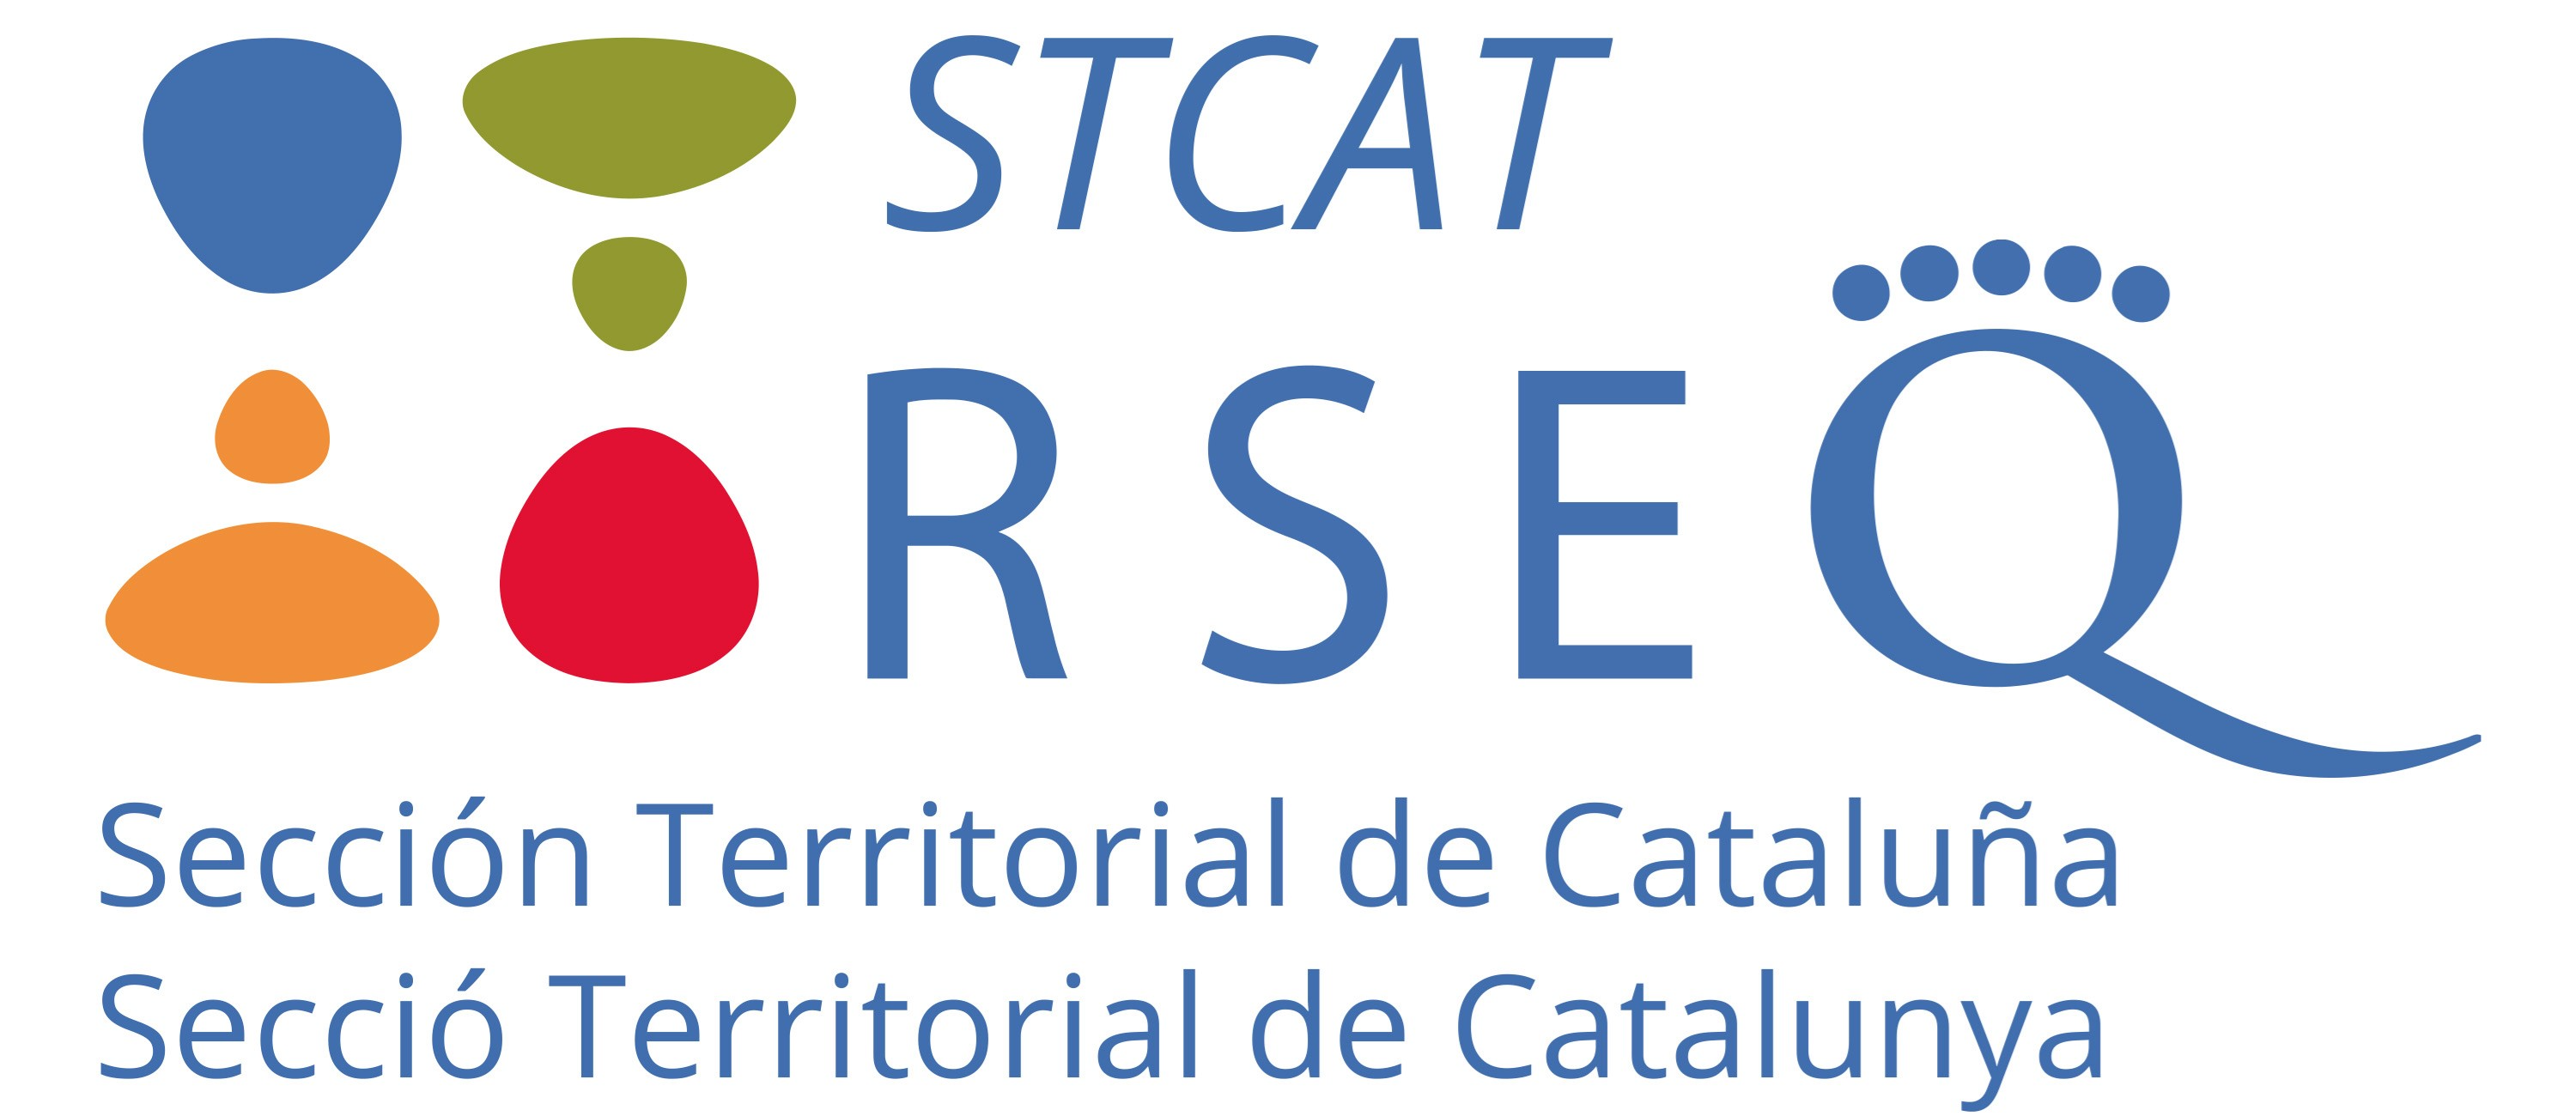 STCAT
RSEQ
Sección Territorial de Cataluña
Secció Territorial de Catalunya